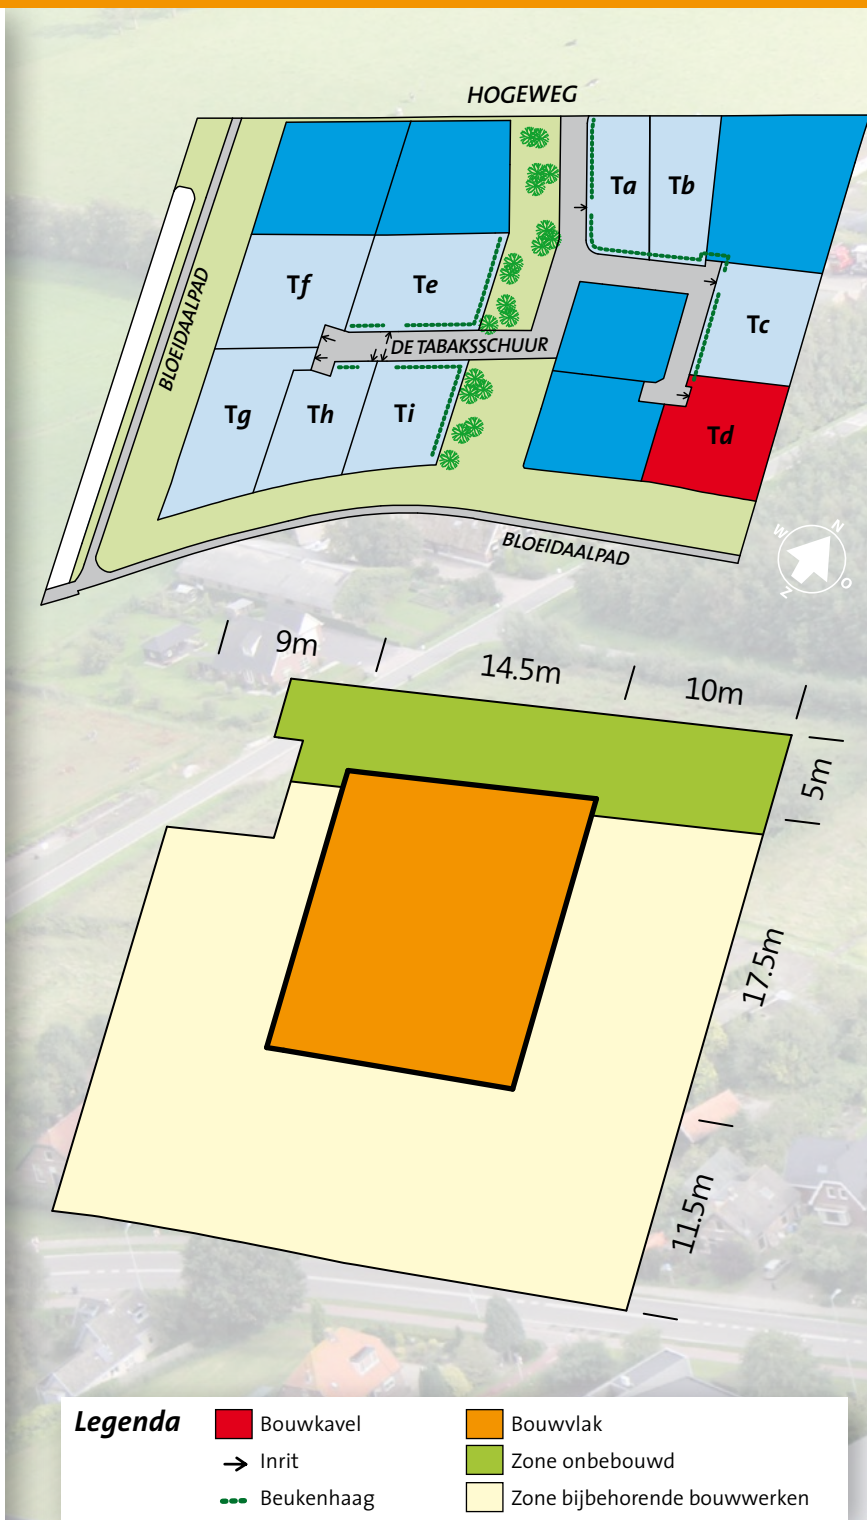 HOGEWEG
Ta
Tb
Tf
Te
Tc
BLOEIDAALPAD
DE TABAKSSCHUUR
Tg
Th
Ti
Td
BLOEIDAALPAD
W
N
Z
O
9m
14.5m
10m
5m
17.5m
11.5m
Legenda
Bouwkavel
Inrit
Beukenhaag
Bouwvlak
Zone onbebouwd
Zone bijbehorende bouwwerken